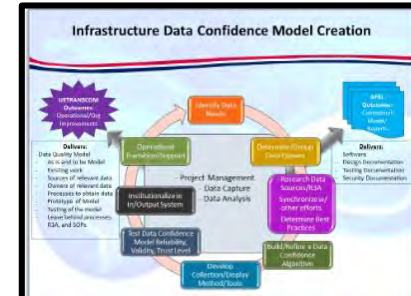 Infrastructure Data Confidence Model Creation
USTRANSCOM
Outcomes:
- Operational/Org
Improvements
Delivers:
- Data Quality Model
- As is and to be Model
- Existing work
- Sources of relevant data
- Owners of relevant data
- Processes to obtain data
- Prototype of Model
- Testing of the model
- Leave behind processes,
RSA, and SOPs
Identify Data
Needs
Operational
Transition/Support
Determine/Design
Data Queues
- Project Management
- Data Capture
- Data Analysis
Institutionalize in
In/Output System
Research Data
Sources/RSA
Synchronize w/
other efforts
Determine Best
Practices
Test Data Confidence
Model Reliability,
Validity, Trust Level
Build/Refine a Data
Confidence
Algorithm
Develop
Collection/Display
Method/Tools
Outcome:
Delivers:
- Software
- Design Documentation
- Testing Documentation
- Security Documentation